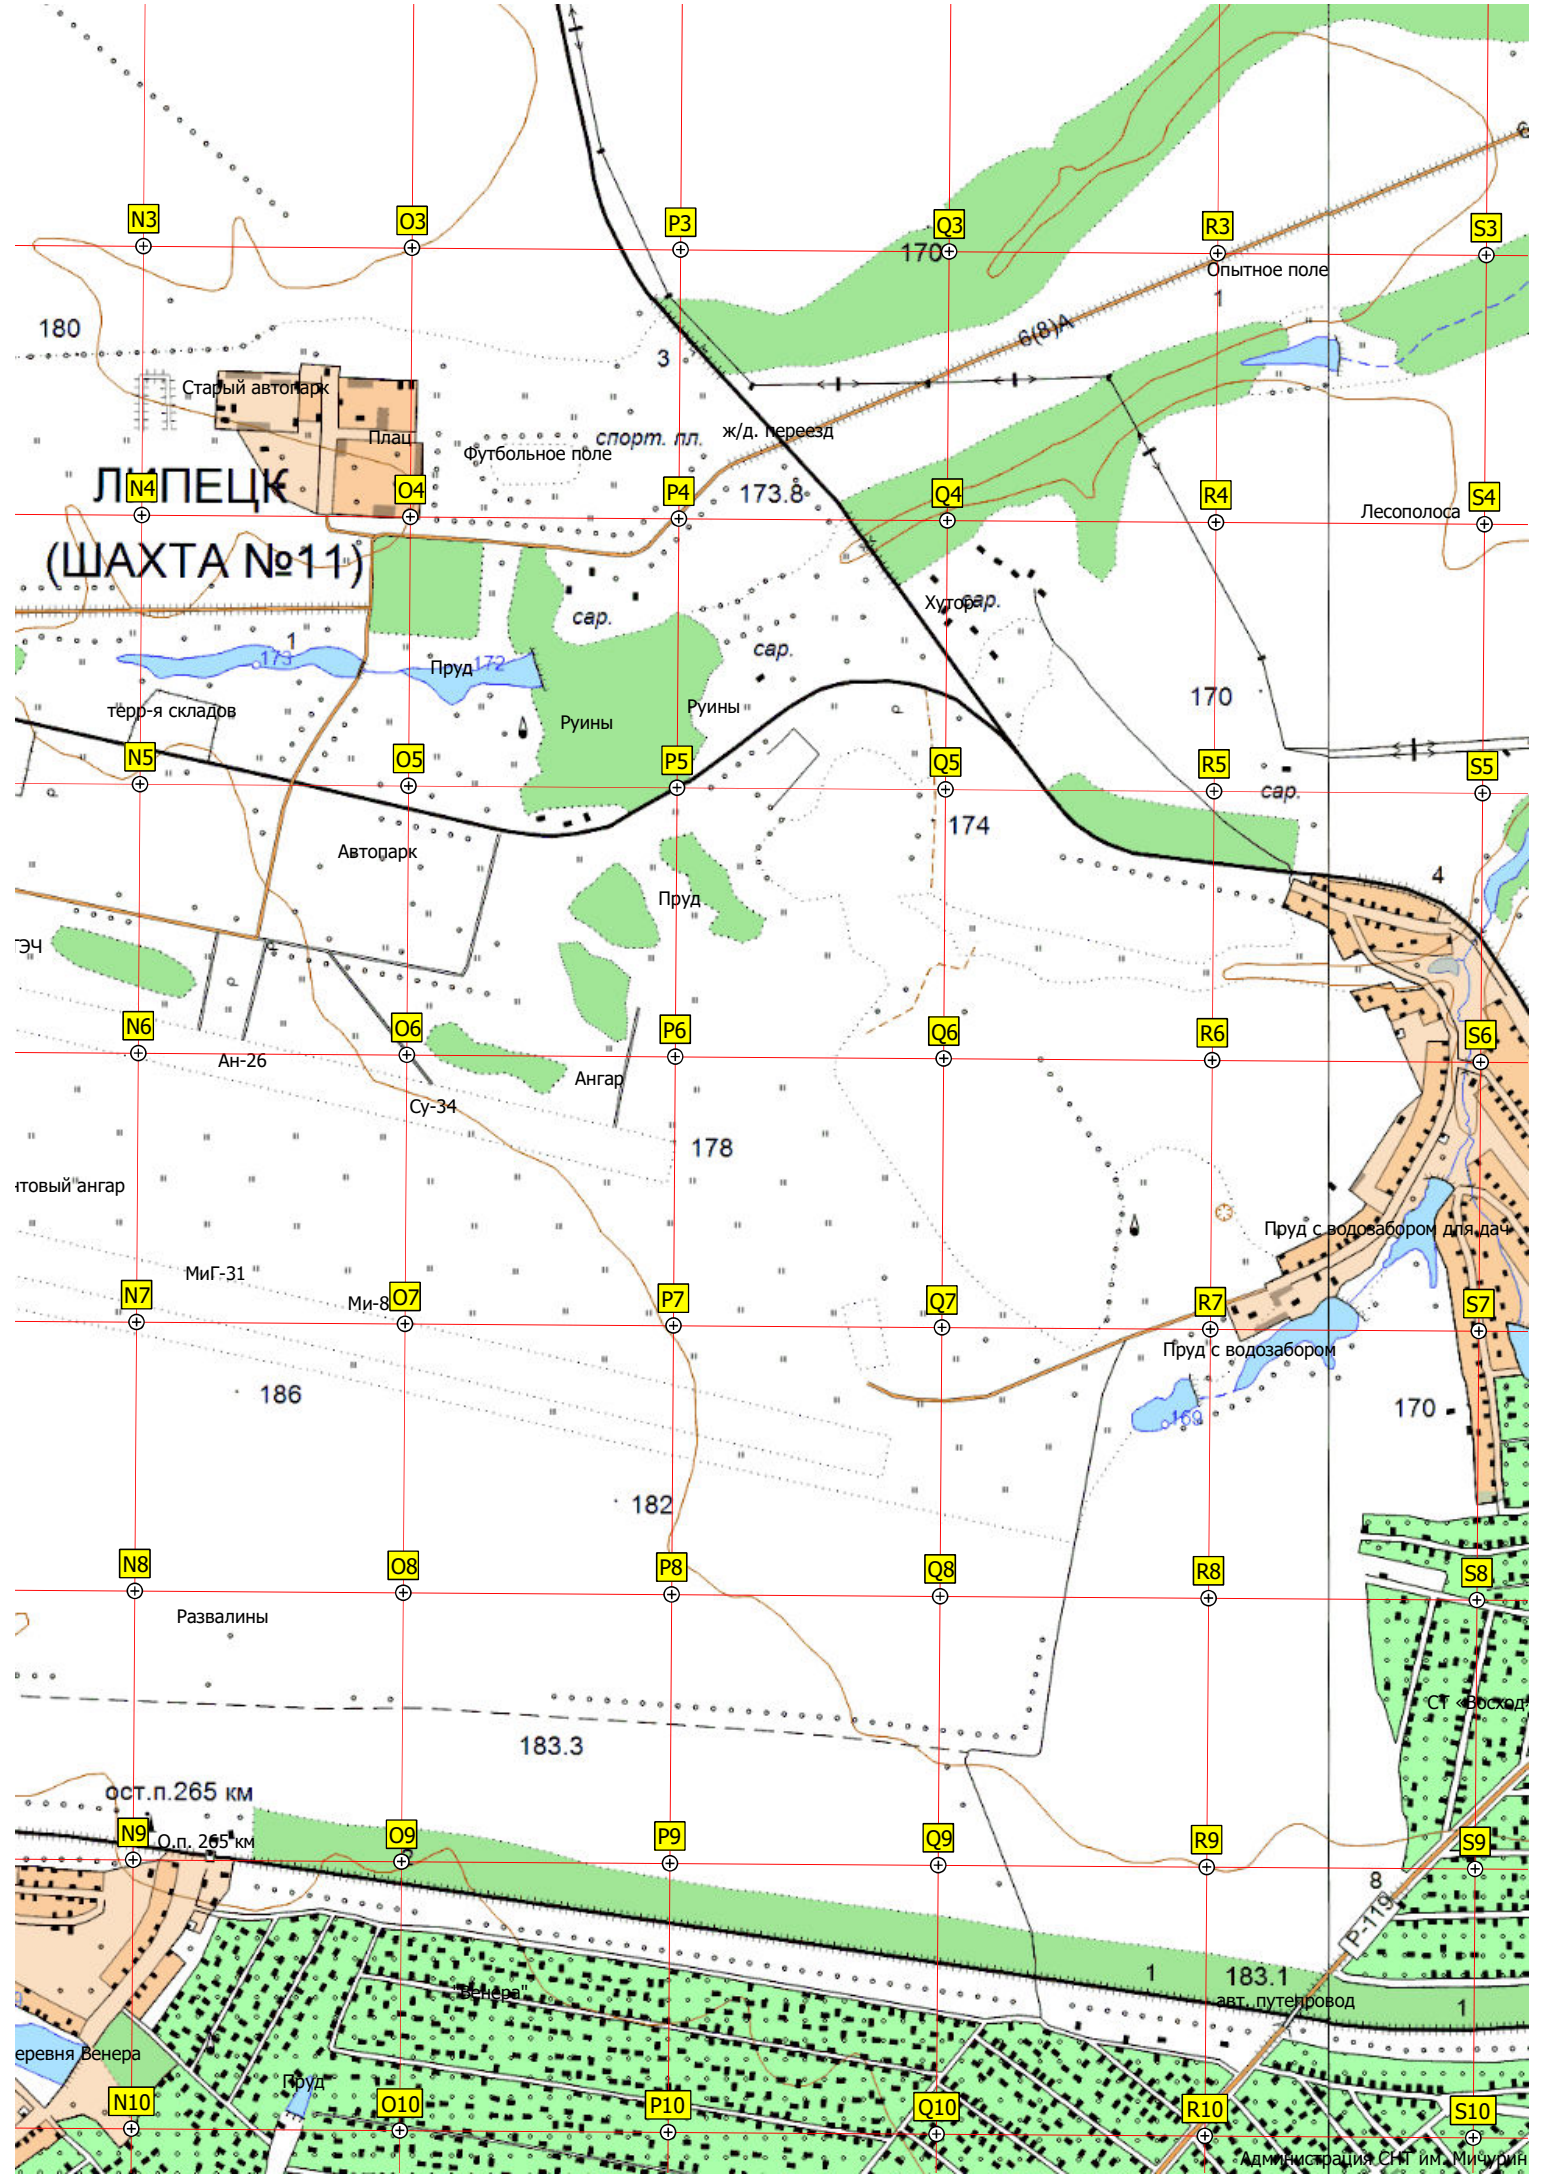 6
N3
O3
P3
Q3
R3
S3
170
Опытное поле
1
180
3
6(8)А
Старый автопарк
Плац
спорт. пл.
ж/д. переезд
Футбольное поле
ЛИПЕЦК
N4
O4
P4
173.8
Q4
R4
S4
Лесополоса
(ШАХТА №11)
сар.
Хутор
сар.
1
173
Пруд
172
сар.
170
терр-я складов
Руины
Руины
N5
O5
P5
Q5
R5
S5
сар.
174
Автопарк
4
Пруд
ГЭЧ
N6
O6
P6
Q6
R6
S6
Ан-26
Ангар
Су-34
178
нтовый ангар
Пруд с водозабором для дач
МиГ-31
N7
Ми-8
O7
P7
Q7
R7
S7
Пруд с водозабором
186
170
169
182
N8
O8
P8
Q8
R8
S8
Развалины
СТ «Восход
183.3
ост.п.265 км
N9
О.п. 265 км
O9
P9
Q9
R9
S9
8
Р-119
1
183.1
"Венера"
авт. путепровод
1
еревня Венера
Пруд
N10
O10
P10
Q10
R10
S10
Администрация СНТ им. Мичурин